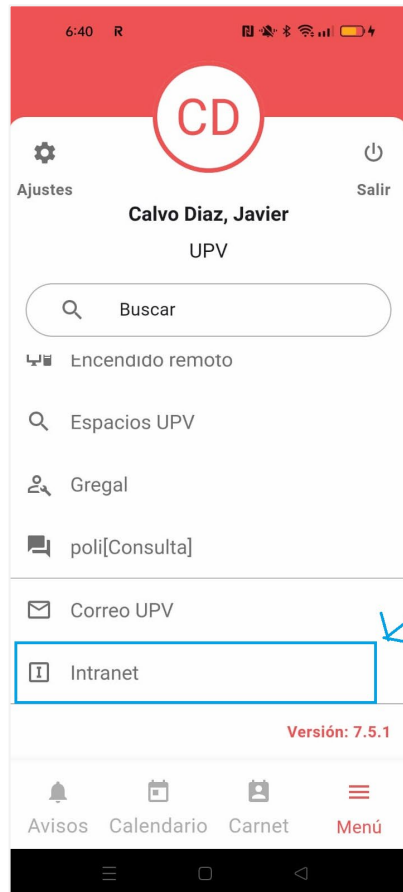 6:40 R
CD
Ajustes
Salir
Calvo Diaz, Javier
UPV
Buscar
Encendido remoto
Espacios UPV
Gregal
poli[Consulta]
Correo UPV
I Intranet
Versión: 7.5.1
Avisos Calendario Carnet Menú